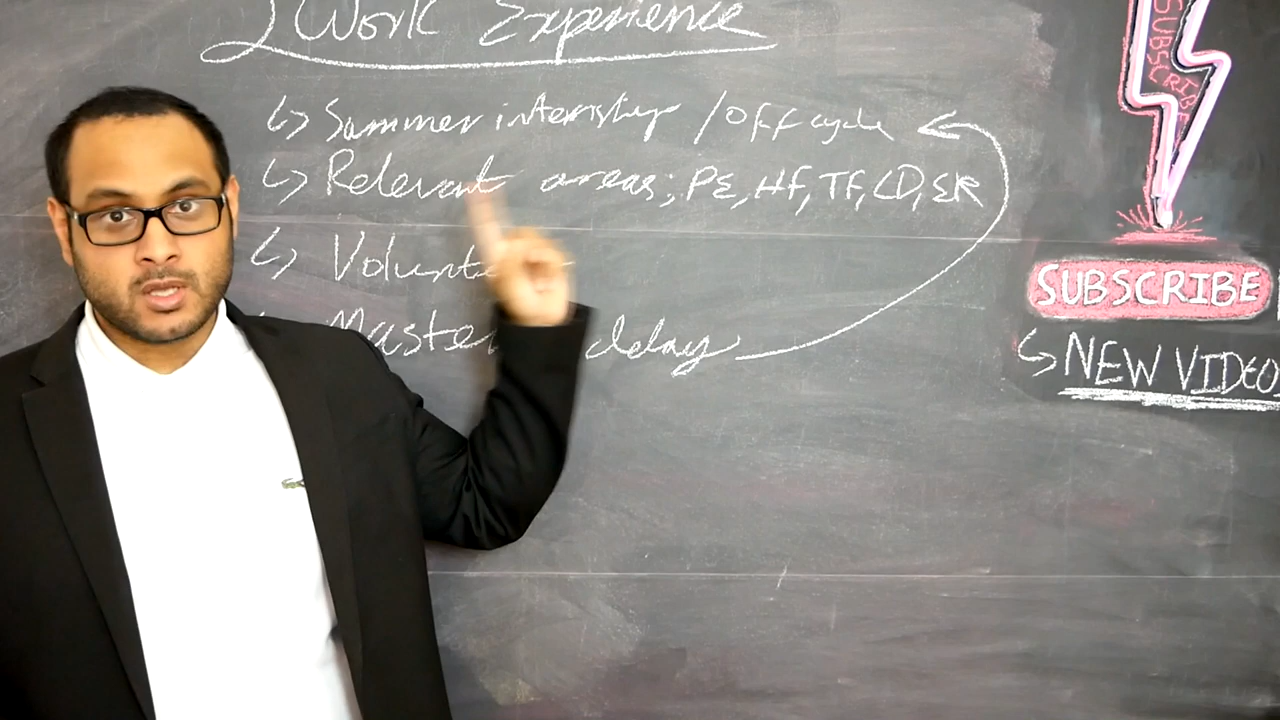 Work Experience
↳ Summer internship / off cycle
↳ Relevant areas; PE, HF, TF, CD, ER
↳ Volunt
Maste delay
SUBSCRIBE
SUBSCRIBE
↳ NEW VIDEO